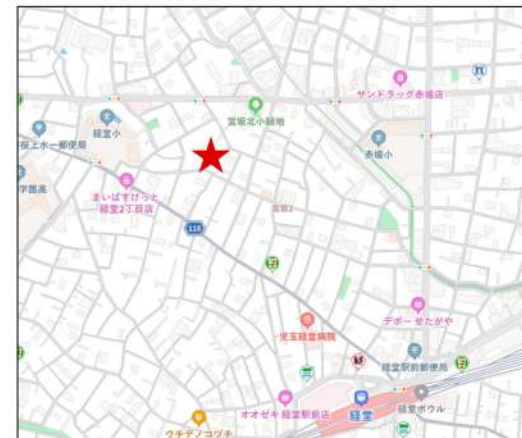 サンドラッグ赤堤店
経堂小
宮坂北小緑地
桜上水一郵便局
赤堤小
学園高
まいばすけっと
経堂2丁目店
宮坂3
118
児玉経堂病院
デポー せたがや
経堂駅前郵便局
オオゼキ 経堂駅前店
経堂
経堂ボウル
ウチデノコヅチ